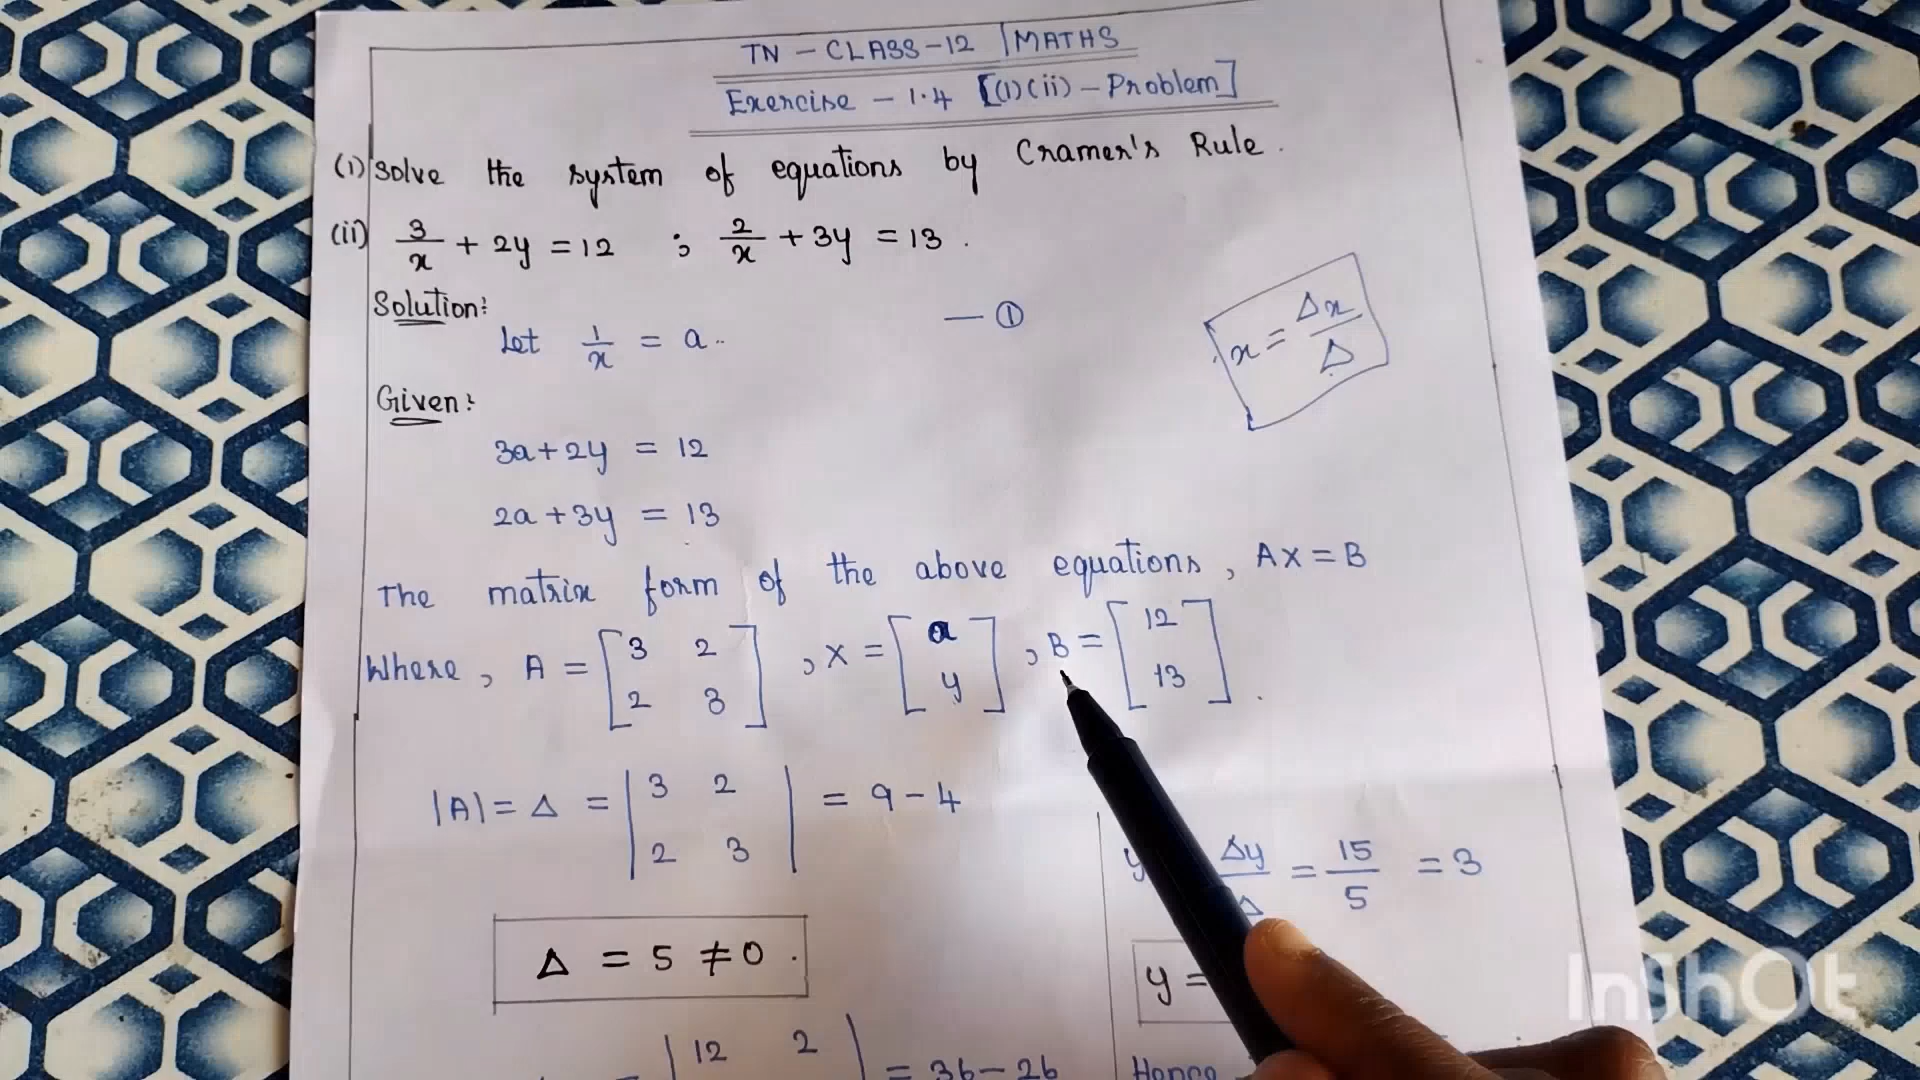 TN - CLASS-12 | MATHS
Exercise - 1.4 [(1)(ii) - Problem]
(1) Solve the system of equations by Cramer's Rule.
(ii) 3/x + 2y = 12 ; 2/x + 3y = 13.
Solution:
Let 1/x = a.. — ①
x = Δx/Δ
Given:
3a + 2y = 12
2a + 3y = 13
The matrix form of the above equations, AX = B
Where, A = [3 2 2 3], X = [a y], B = [12 13].
|A| = Δ = |3 2 2 3| = 9 - 4
Δ = 5 ≠ 0.
|12 2 = 36 - 26
y Δy/Δ = 15/5 = 3
y =
Hence
InShOt